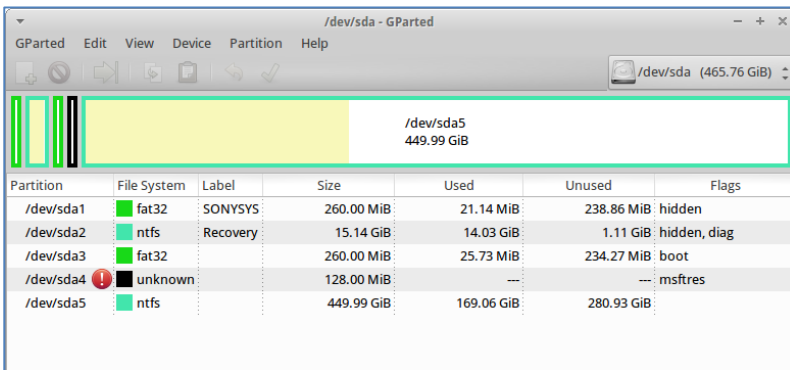 /dev/sda - GParted
GParted Edit View Device Partition Help
/dev/sda (465.76 GiB)
/dev/sda5
449.99 GiB
Partition File System Label Size Used Unused Flags
/dev/sda1 fat32 SONYSYS 260.00 MiB 21.14 MiB 238.86 MiB hidden
/dev/sda2 ntfs Recovery 15.14 GiB 14.03 GiB 1.11 GiB hidden, diag
/dev/sda3 fat32 260.00 MiB 25.73 MiB 234.27 MiB boot
/dev/sda4 unknown 128.00 MiB --- --- msftres
/dev/sda5 ntfs 449.99 GiB 169.06 GiB 280.93 GiB